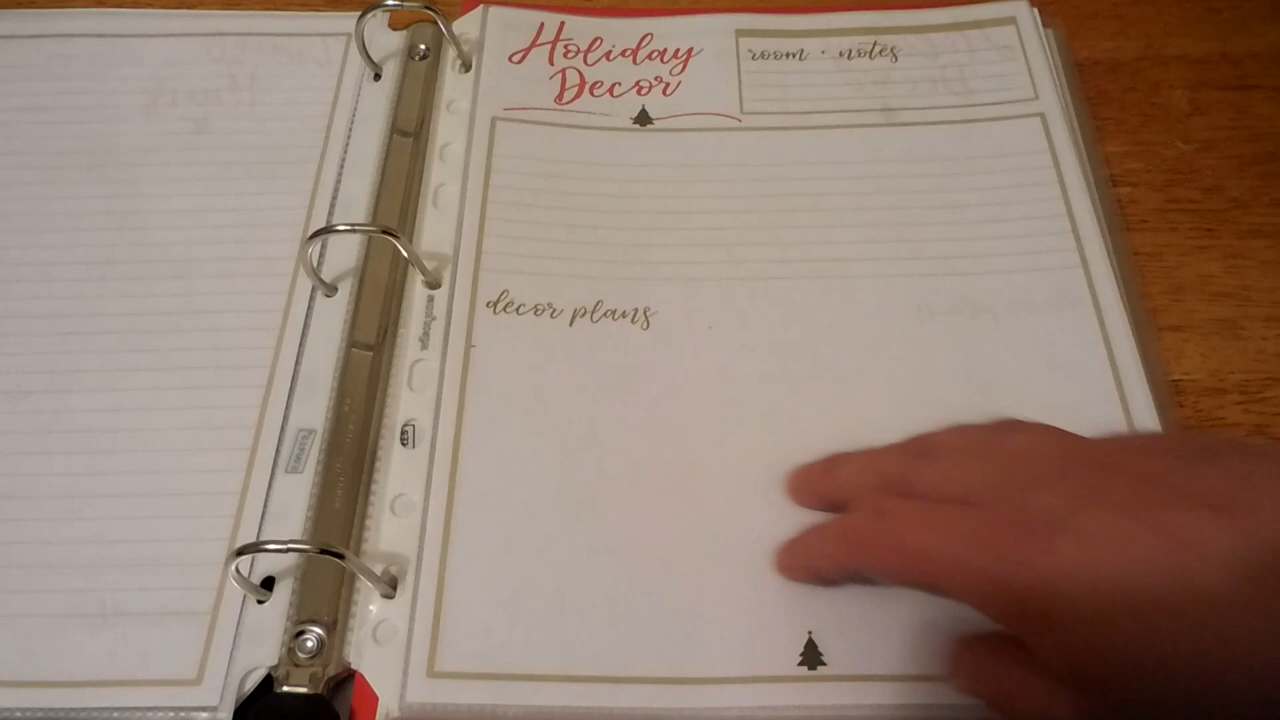 Holiday
Decor
room · notes
décor plans